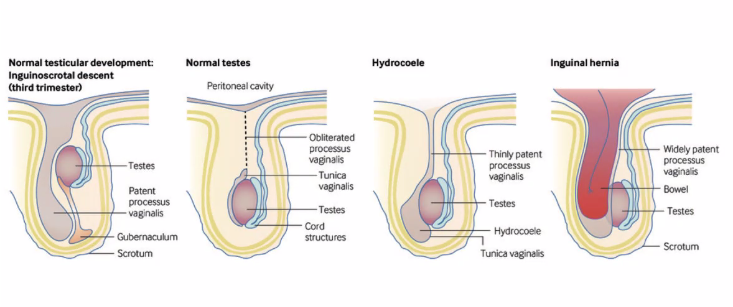 Normal testicular development:
Inguinoscrotal descent
(third trimester)
Testes
Patent
processus
vaginalis
Gubernaculum
Scrotum
Normal testes
Peritoneal cavity
Obliterated
processus
vaginalis
Tunica
vaginalis
Testes
Cord
structures
Hydrocoele
Thinly patent
processus
vaginalis
Testes
Hydrocoele
Tunica vaginalis
Inguinal hernia
Widely patent
processus
vaginalis
Bowel
Testes
Scrotum